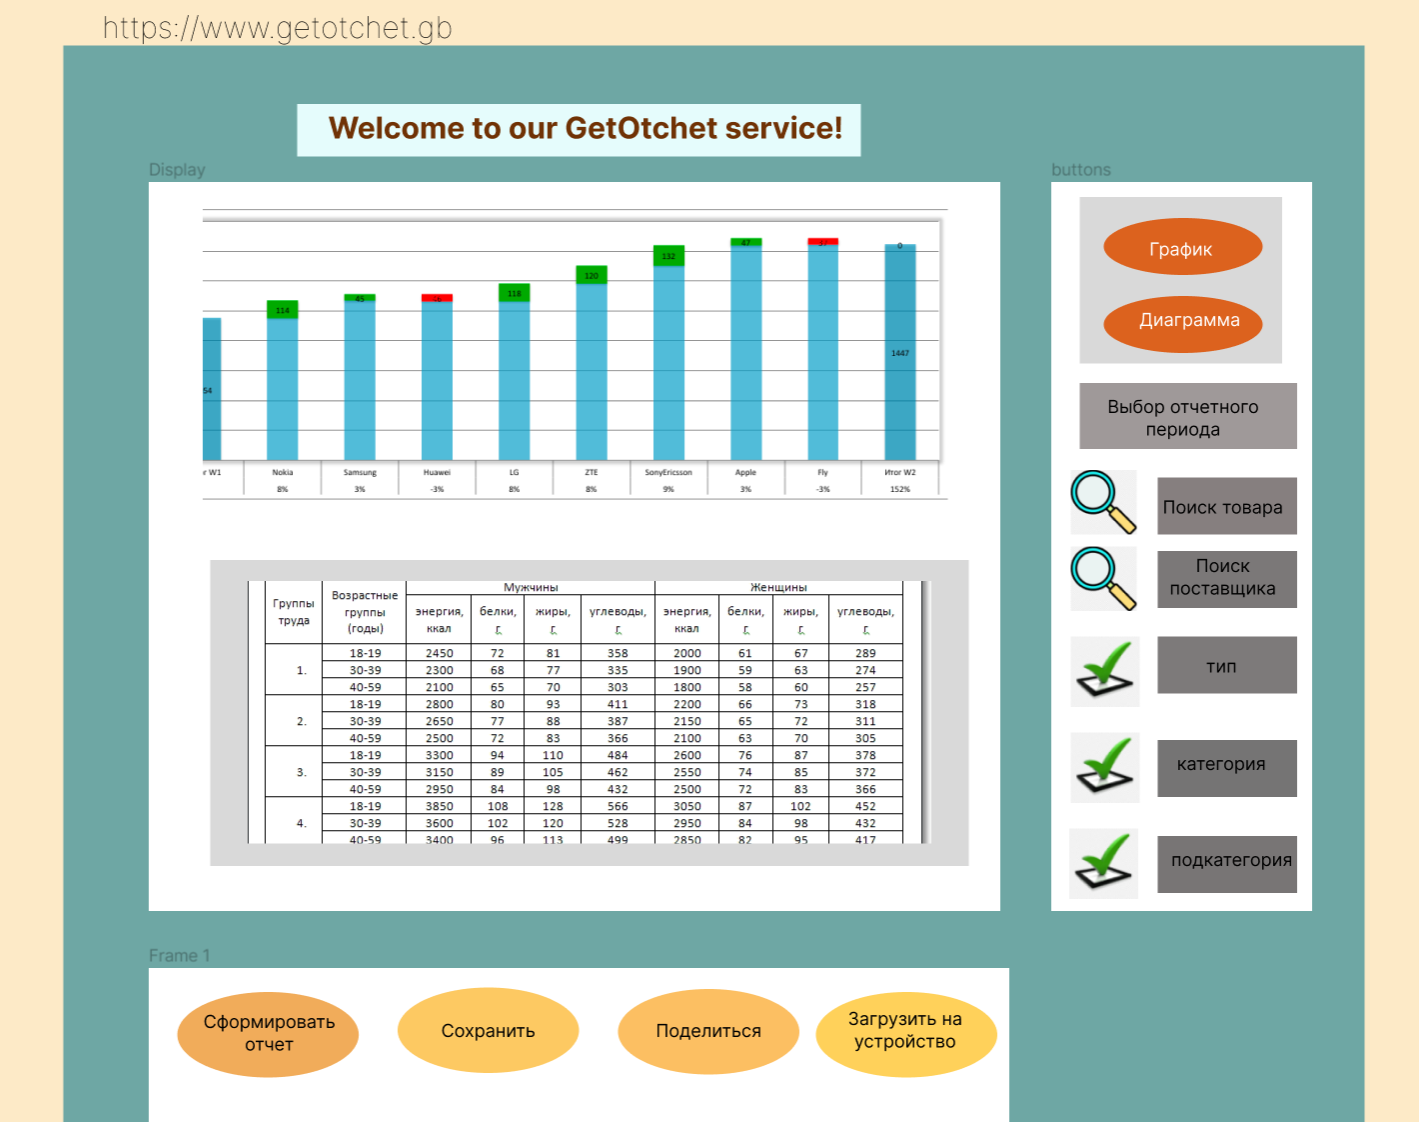 https://www.getotchet.gb
Welcome to our GetOtchet service!
Display
114
45
118
120
132
47
-37
0
1447
54
г W1 Nokia Samsung Huawei LG ZTE SonyEricsson Apple Fly Итог W2
8% 3% -3% 8% 8% 9% 3% -3% 152%
Группы труда Возрастные группы (годы) Мужчины Женщины
энергия, ккал белки, г. жиры, г. углеводы, г. энергия, ккал белки, г. жиры, г. углеводы, г.
1. 18-19 2450 72 81 358 2000 61 67 289
30-39 2300 68 77 335 1900 59 63 274
40-59 2100 65 70 303 1800 58 60 257
2. 18-19 2800 80 93 411 2200 66 73 318
30-39 2650 77 88 387 2150 65 72 311
40-59 2500 72 83 366 2100 63 70 305
3. 18-19 3300 94 110 484 2600 76 87 378
30-39 3150 89 105 462 2550 74 85 372
40-59 2950 84 98 432 2500 72 83 366
4. 18-19 3850 108 128 566 3050 87 102 452
30-39 3600 102 120 528 2950 84 98 432
40-59 3400 96 113 499 2850 82 95 417
buttons
График
Диаграмма
Выбор отчетного
периода
Поиск товара
Поиск
поставщика
тип
категория
подкатегория
Frame 1
Сформировать
отчет
Сохранить
Поделиться
Загрузить на
устройство